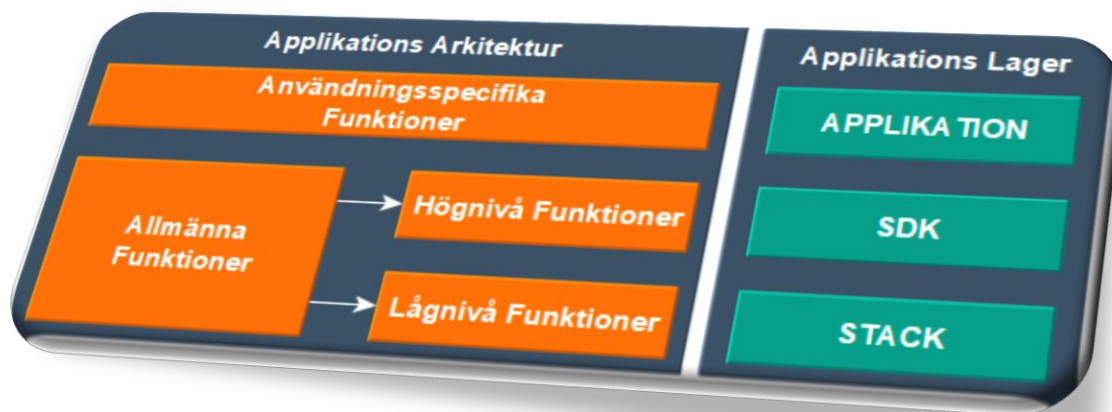 Applikations Arkitektur
Användningsspecifika
Funktioner
Allmänna
Funktioner
Högnivå Funktioner
Lågnivå Funktioner
Applikations Lager
APPLIKATION
SDK
STACK